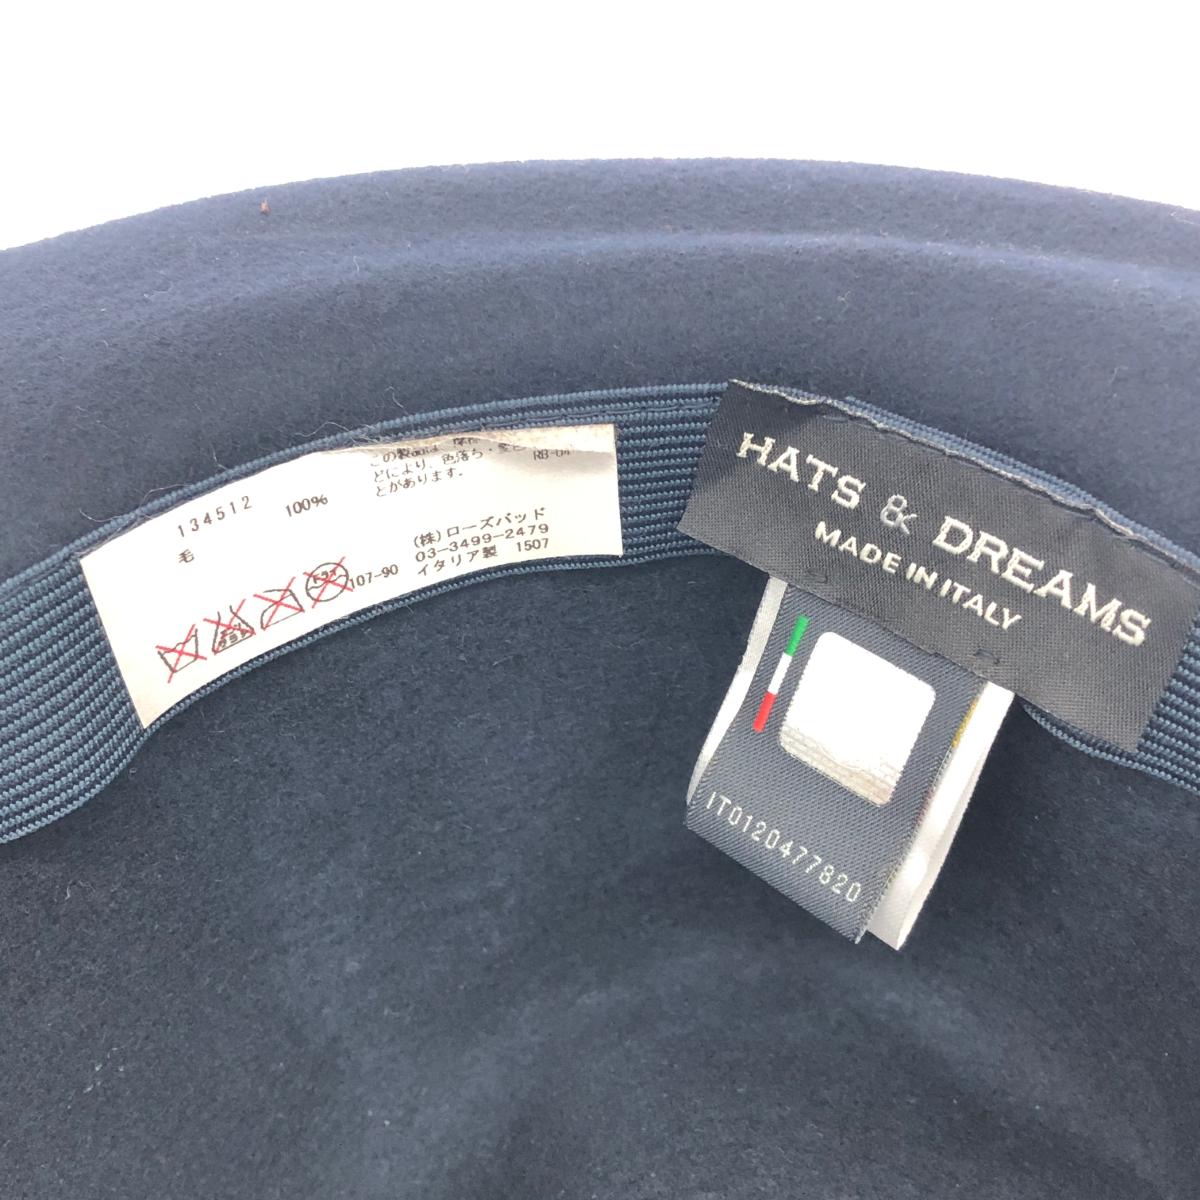 134512
毛 100%
この製品は、摩擦
どにより、色落ち・変色
とがあります。
RB-04
107-90
(株)ローズバッド
03-3499-2479
イタリア製 1507
HATS & DREAMS
MADE IN ITALY
IT0120477820